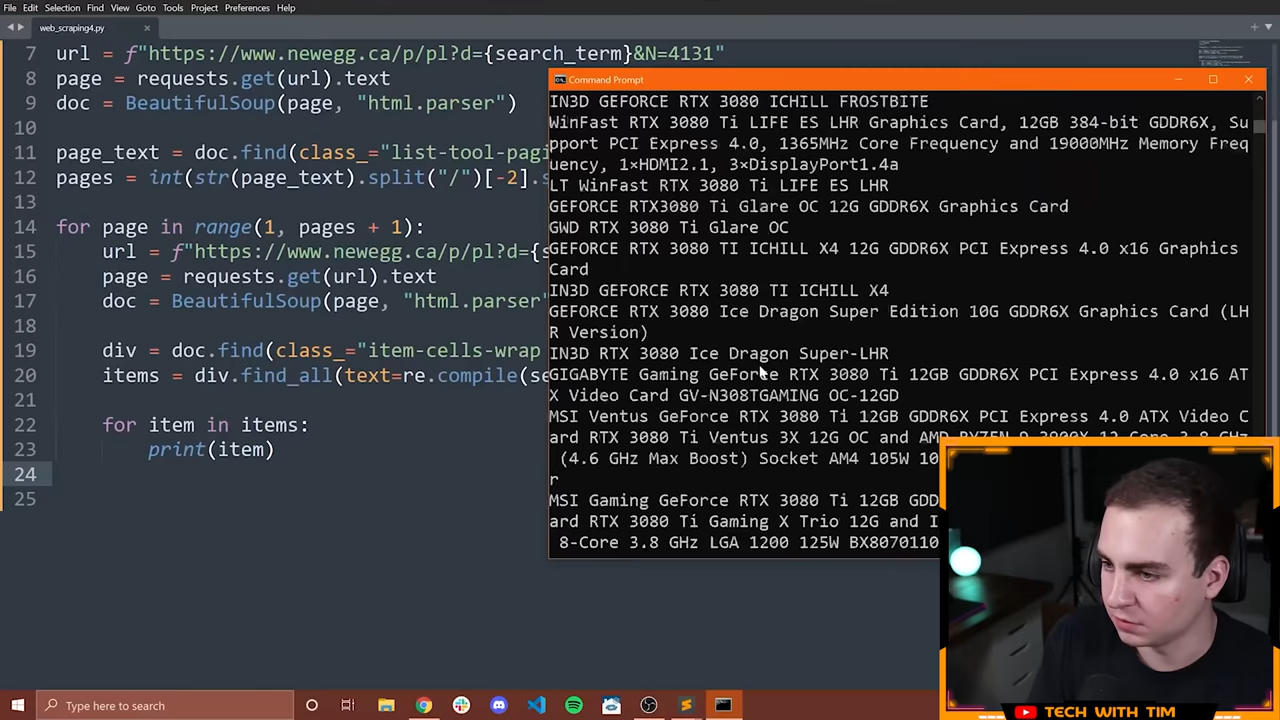 File Edit Selection Find View Goto Tools Project Preferences Help
web_scraping4.py
7 url = f"https://www.newegg.ca/p/pl?d={search_term}&N=4131"
8 page = requests.get(url).text
9 doc = BeautifulSoup(page, "html.parser")
10
11 page_text = doc.find(class_="list-tool-pagi
12 pages = int(str(page_text).split("/")[-2].s
13
14 for page in range(1, pages + 1):
15 url = f"https://www.newegg.ca/p/pl?d={s
16 page = requests.get(url).text
17 doc = BeautifulSoup(page, "html.parser"
18
19 div = doc.find(class_="item-cells-wrap
20 items = div.find_all(text=re.compile(se
21
22 for item in items:
23 print(item)
24
25
Command Prompt
IN3D GEFORCE RTX 3080 ICHILL FROSTBITE
WinFast RTX 3080 Ti LIFE ES LHR Graphics Card, 12GB 384-bit GDDR6X, Su
pport PCI Express 4.0, 1365MHz Core Frequency and 19000MHz Memory Freq
uency, 1×HDMI2.1, 3×DisplayPort1.4a
LT WinFast RTX 3080 Ti LIFE ES LHR
GEFORCE RTX3080 Ti Glare OC 12G GDDR6X Graphics Card
GWD RTX 3080 Ti Glare OC
GEFORCE RTX 3080 TI ICHILL X4 12G GDDR6X PCI Express 4.0 x16 Graphics
Card
IN3D GEFORCE RTX 3080 TI ICHILL X4
GEFORCE RTX 3080 Ice Dragon Super Edition 10G GDDR6X Graphics Card (LH
R Version)
IN3D RTX 3080 Ice Dragon Super-LHR
GIGABYTE Gaming GeForce RTX 3080 Ti 12GB GDDR6X PCI Express 4.0 x16 AT
X Video Card GV-N308TGAMING OC-12GD
MSI Ventus GeForce RTX 3080 Ti 12GB GDDR6X PCI Express 4.0 ATX Video C
ard RTX 3080 Ti Ventus 3X 12G OC and AMD RYZEN 9 3900X 12-Core 3.8 GHz
(4.6 GHz Max Boost) Socket AM4 105W 10
r
MSI Gaming GeForce RTX 3080 Ti 12GB GDD
ard RTX 3080 Ti Gaming X Trio 12G and I
8-Core 3.8 GHz LGA 1200 125W BX8070110
Type here to search
TECH WITH TIM